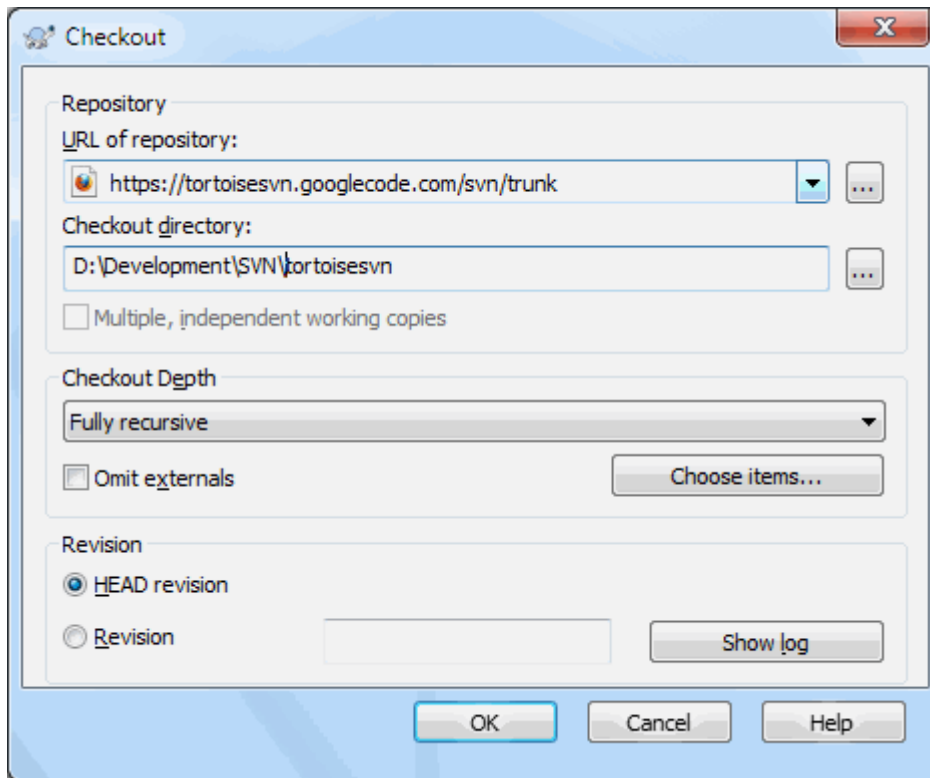 Checkout
Repository
URL of repository:
https://tortoisesvn.googlecode.com/svn/trunk
...
Checkout directory:
D:\Development\SVN\tortoisesvn
...
Multiple, independent working copies
Checkout Depth
Fully recursive
Omit externals
Choose items...
Revision
HEAD revision
Revision
Show log
OK
Cancel
Help